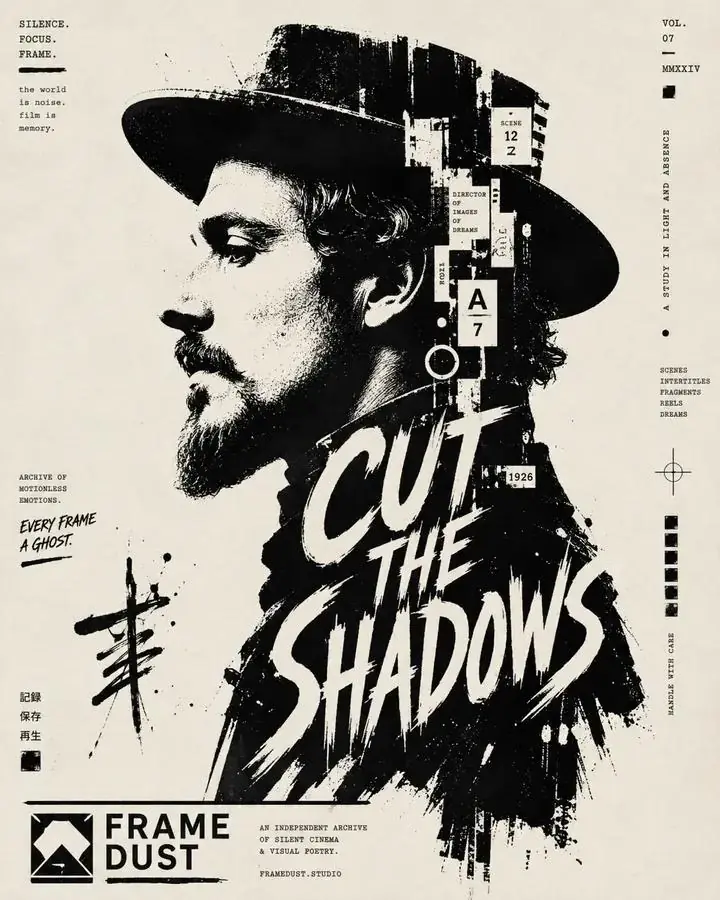 SILENCE.
FOCUS.
FRAME.
the world
is noise.
film is
memory.
VOL.
07
MMXXIV
A STUDY IN LIGHT AND ABSENCE
SCENE
12
DIRECTOR
OF
IMAGES
OF
DREAMS
A
7
SCENES
INTERTITLES
FRAGMENTS
REELS
DREAMS
CUT
THE
SHADOWS
1926
ARCHIVE OF
MOTIONLESS
EMOTIONS.
EVERY FRAME
A GHOST.
HANDLE WITH CARE
記録
保存
再生
FRAME
DUST
AN INDEPENDENT ARCHIVE
OF SILENT CINEMA
& VISUAL POETRY.
FRAMEDUST.STUDIO